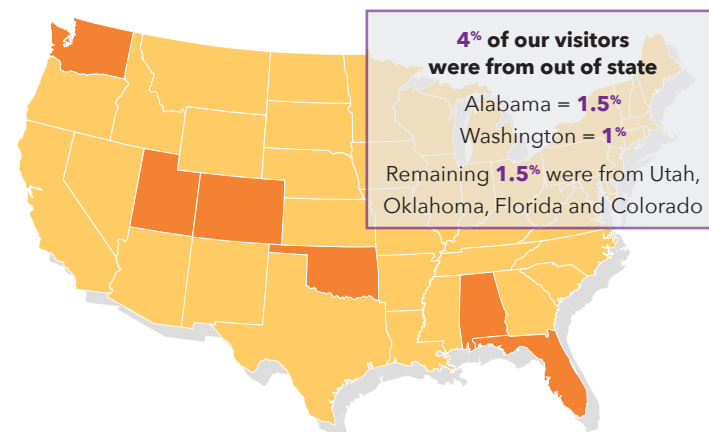 4% of our visitors
were from out of state
Alabama = 1.5%
Washington = 1%
Remaining 1.5% were from Utah,
Oklahoma, Florida and Colorado